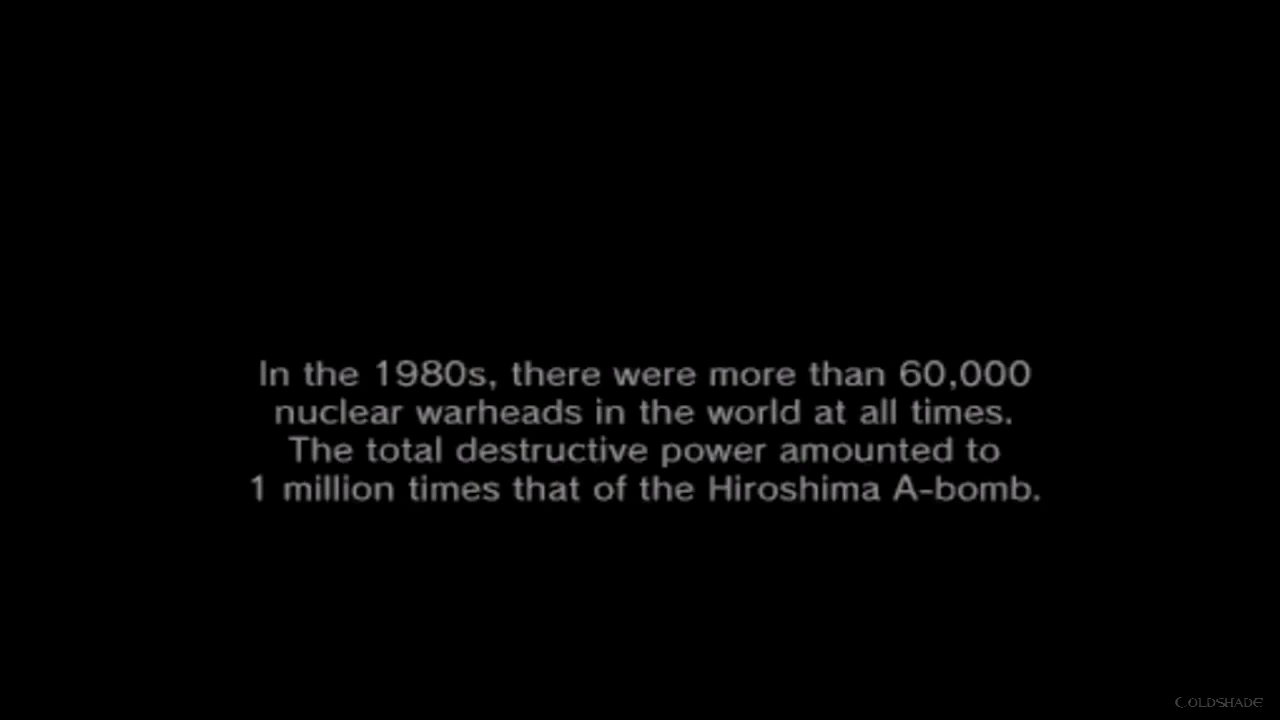 In the 1980s, there were more than 60,000
nuclear warheads in the world at all times.
The total destructive power amounted to
1 million times that of the Hiroshima A-bomb.
COLDSHADE